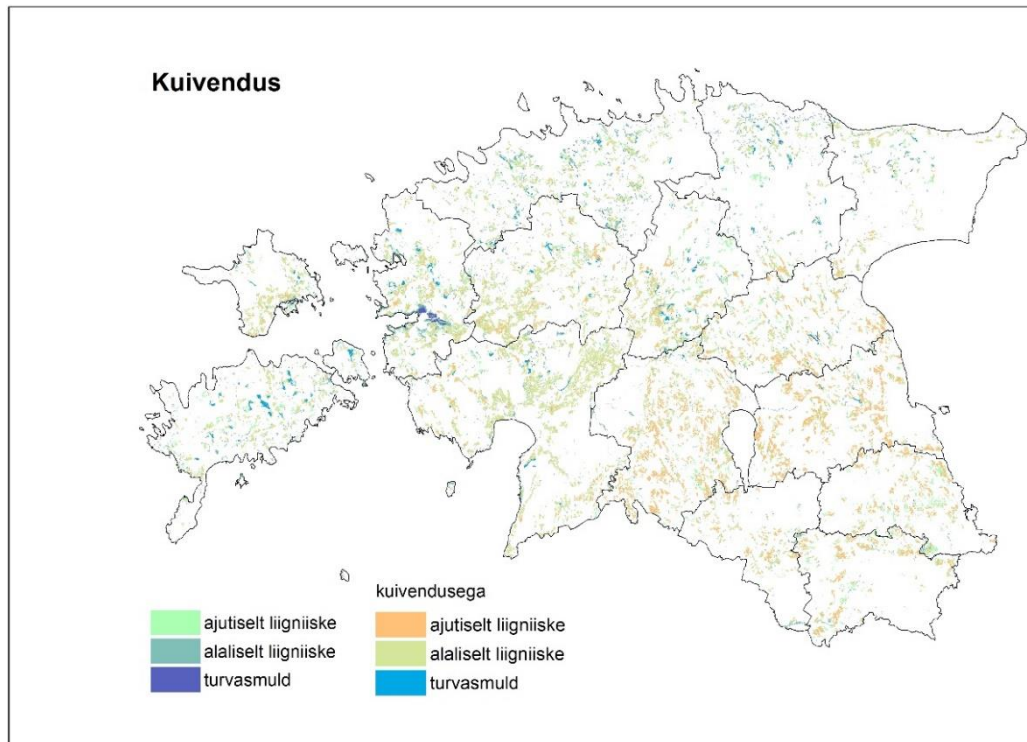 Kuivendus
ajutiselt liigniiske
alaliselt liigniiske
turvasmuld
kuivendusega
ajutiselt liigniiske
alaliselt liigniiske
turvasmuld